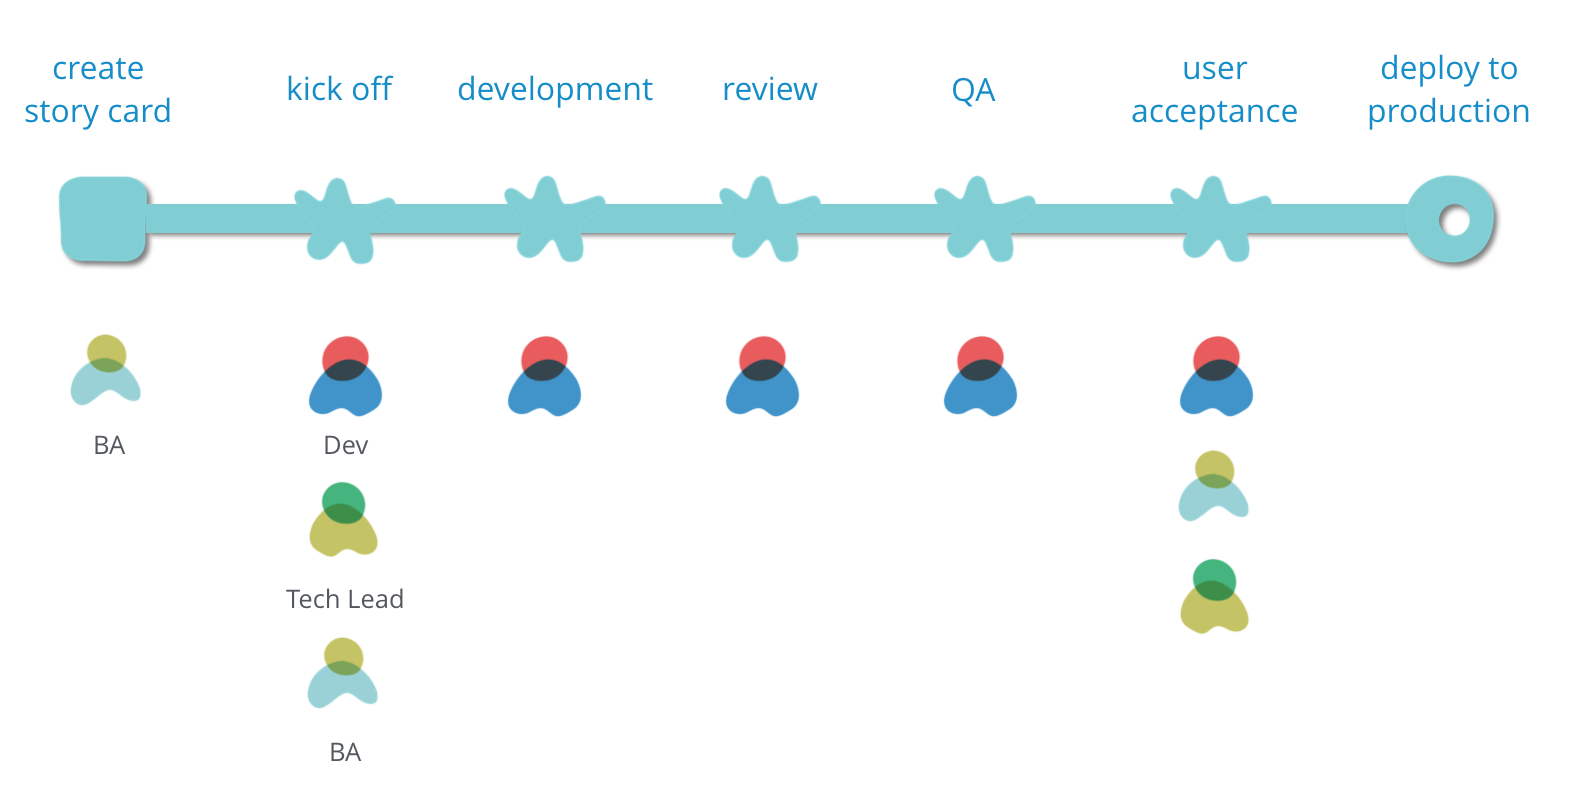 create
story card
kick off
development
review
QA
user
acceptance
deploy to
production
BA
Dev
Tech Lead
BA